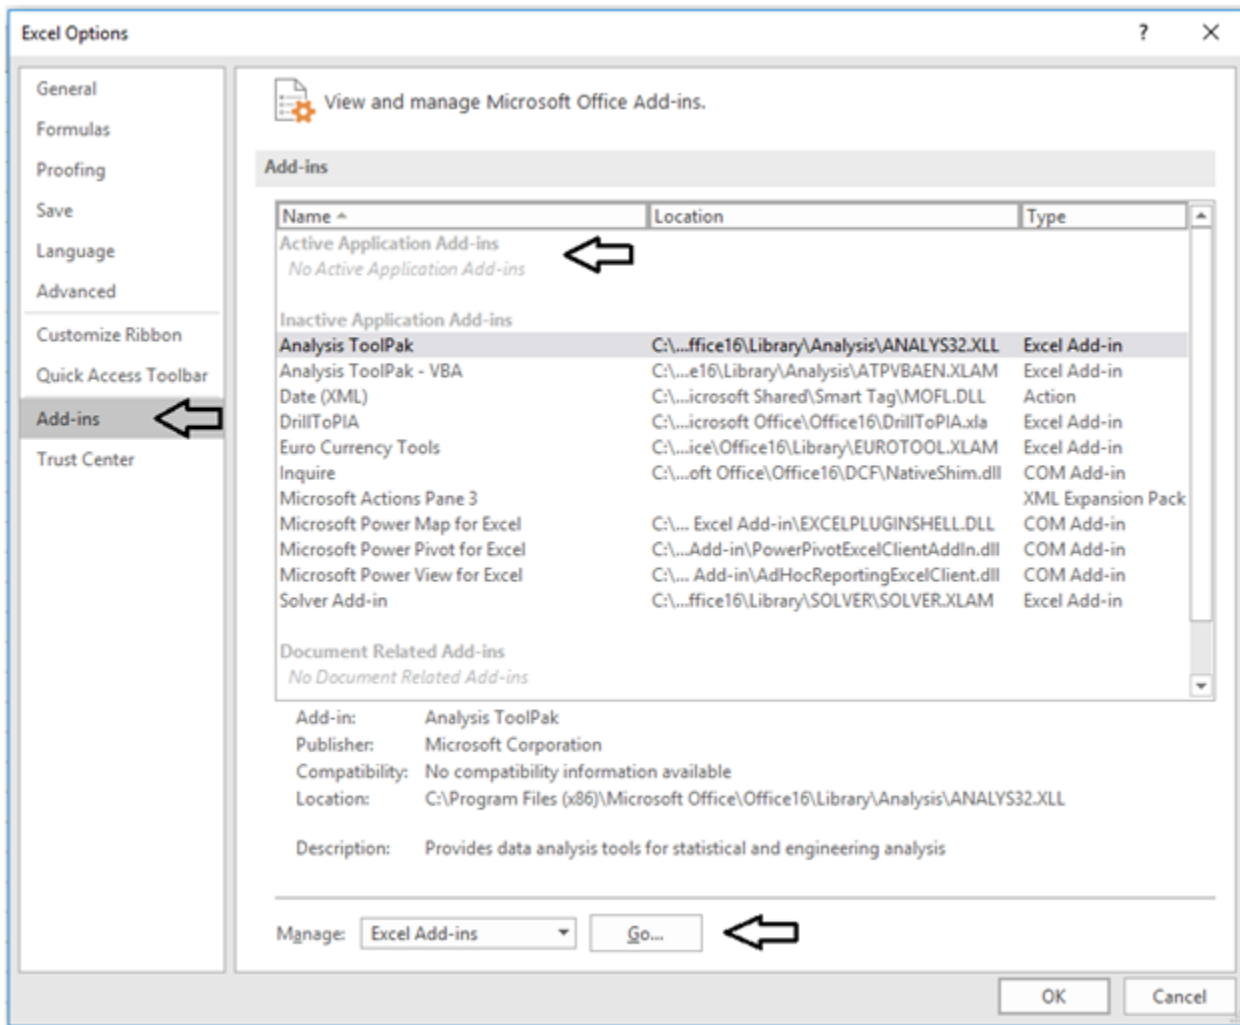 Excel Options
?
General
Formulas
Proofing
Save
Language
Advanced
Customize Ribbon
Quick Access Toolbar
Add-ins
Trust Center
View and manage Microsoft Office Add-ins.
Add-ins
Name Location Type
Active Application Add-ins
No Active Application Add-ins
Inactive Application Add-ins
Analysis ToolPak C:\...ffice16\Library\Analysis\ANALYS32.XLL Excel Add-in
Analysis ToolPak - VBA C:\...e16\Library\Analysis\ATPVBAEN.XLAM Excel Add-in
Date (XML) C:\...icrosoft Shared\Smart Tag\MOFL.DLL Action
DrillToPIA C:\...icrosoft Office\Office16\DrillToPIA.xla Excel Add-in
Euro Currency Tools C:\...ice\Office16\Library\EUROTOOL.XLAM Excel Add-in
Inquire C:\...oft Office\Office16\DCF\NativeShim.dll COM Add-in
Microsoft Actions Pane 3 XML Expansion Pack
Microsoft Power Map for Excel C:\... Excel Add-in\EXCELPLUGINSHELL.DLL COM Add-in
Microsoft Power Pivot for Excel C:\...Add-in\PowerPivotExcelClientAddIn.dll COM Add-in
Microsoft Power View for Excel C:\... Add-in\AdHocReportingExcelClient.dll COM Add-in
Solver Add-in C:\...ffice16\Library\SOLVER\SOLVER.XLAM Excel Add-in
Document Related Add-ins
No Document Related Add-ins
Add-in: Analysis ToolPak
Publisher: Microsoft Corporation
Compatibility: No compatibility information available
Location: C:\Program Files (x86)\Microsoft Office\Office16\Library\Analysis\ANALYS32.XLL
Description: Provides data analysis tools for statistical and engineering analysis
Manage: Excel Add-ins Go...
OK Cancel